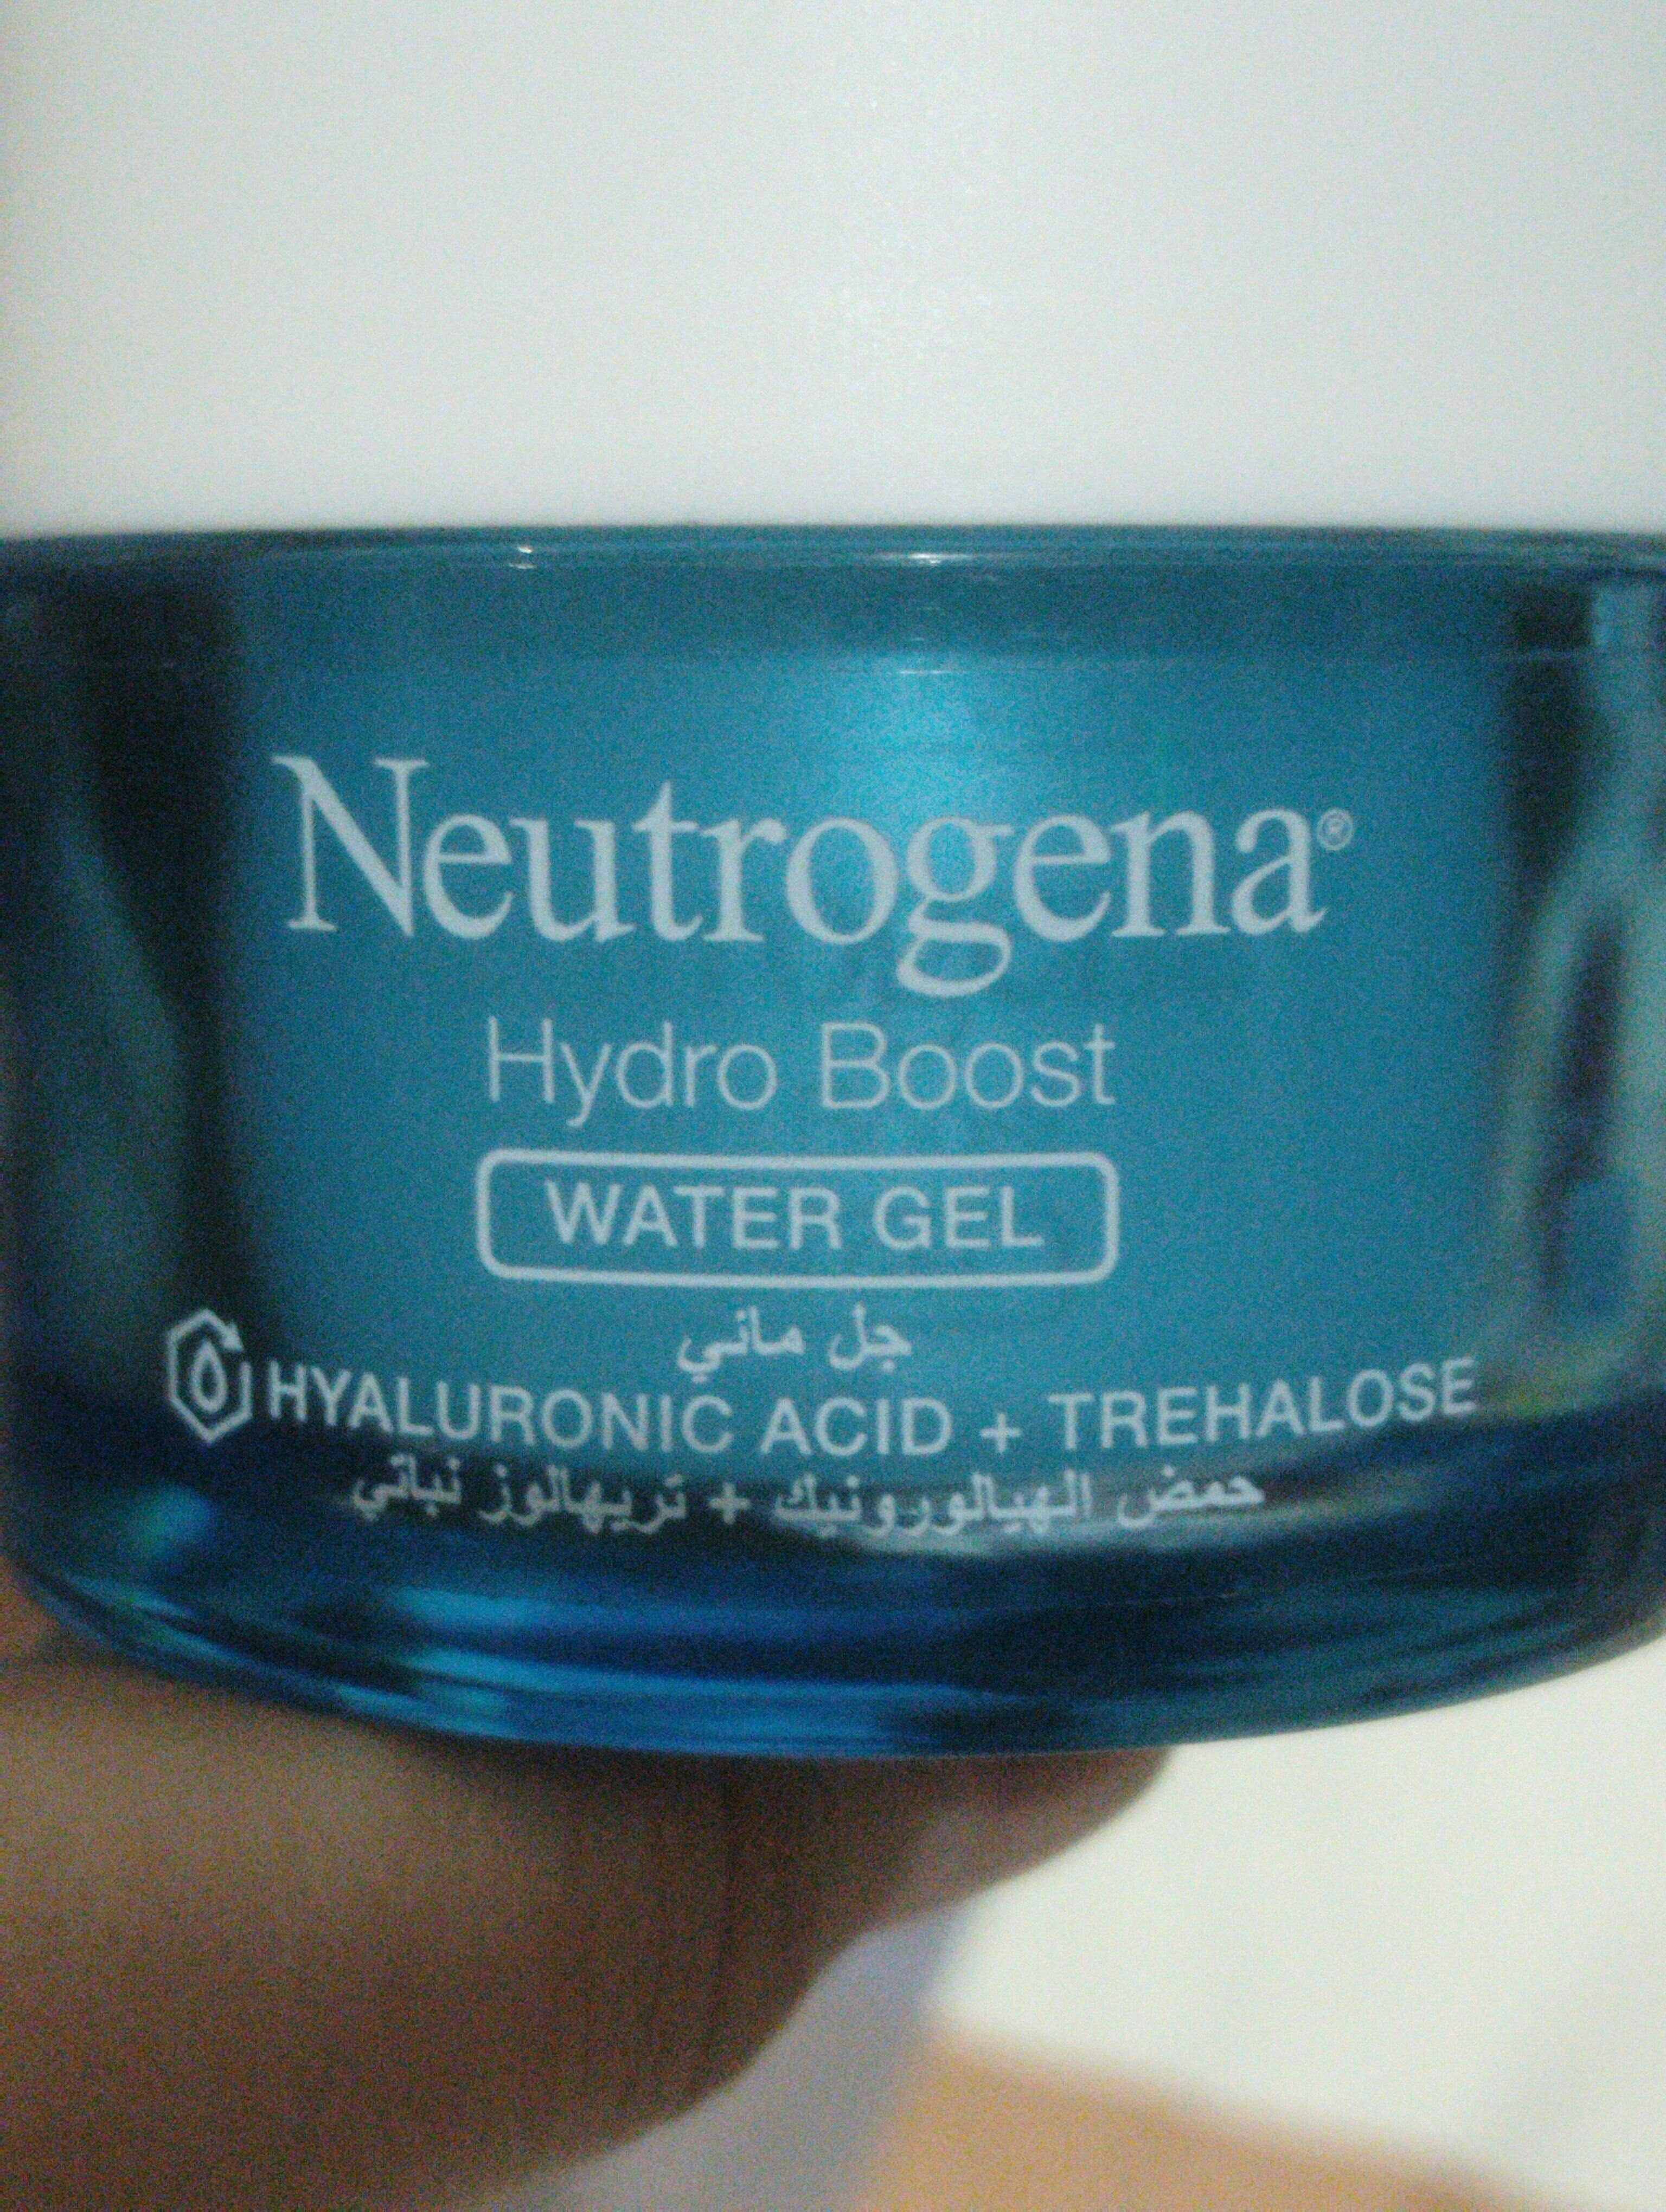 Neutrogena®
Hydro Boost
WATER GEL
جل مائي
HYALURONIC ACID + TREHALOSE
حمض الهيالورونيك + تريهالوز نباتي